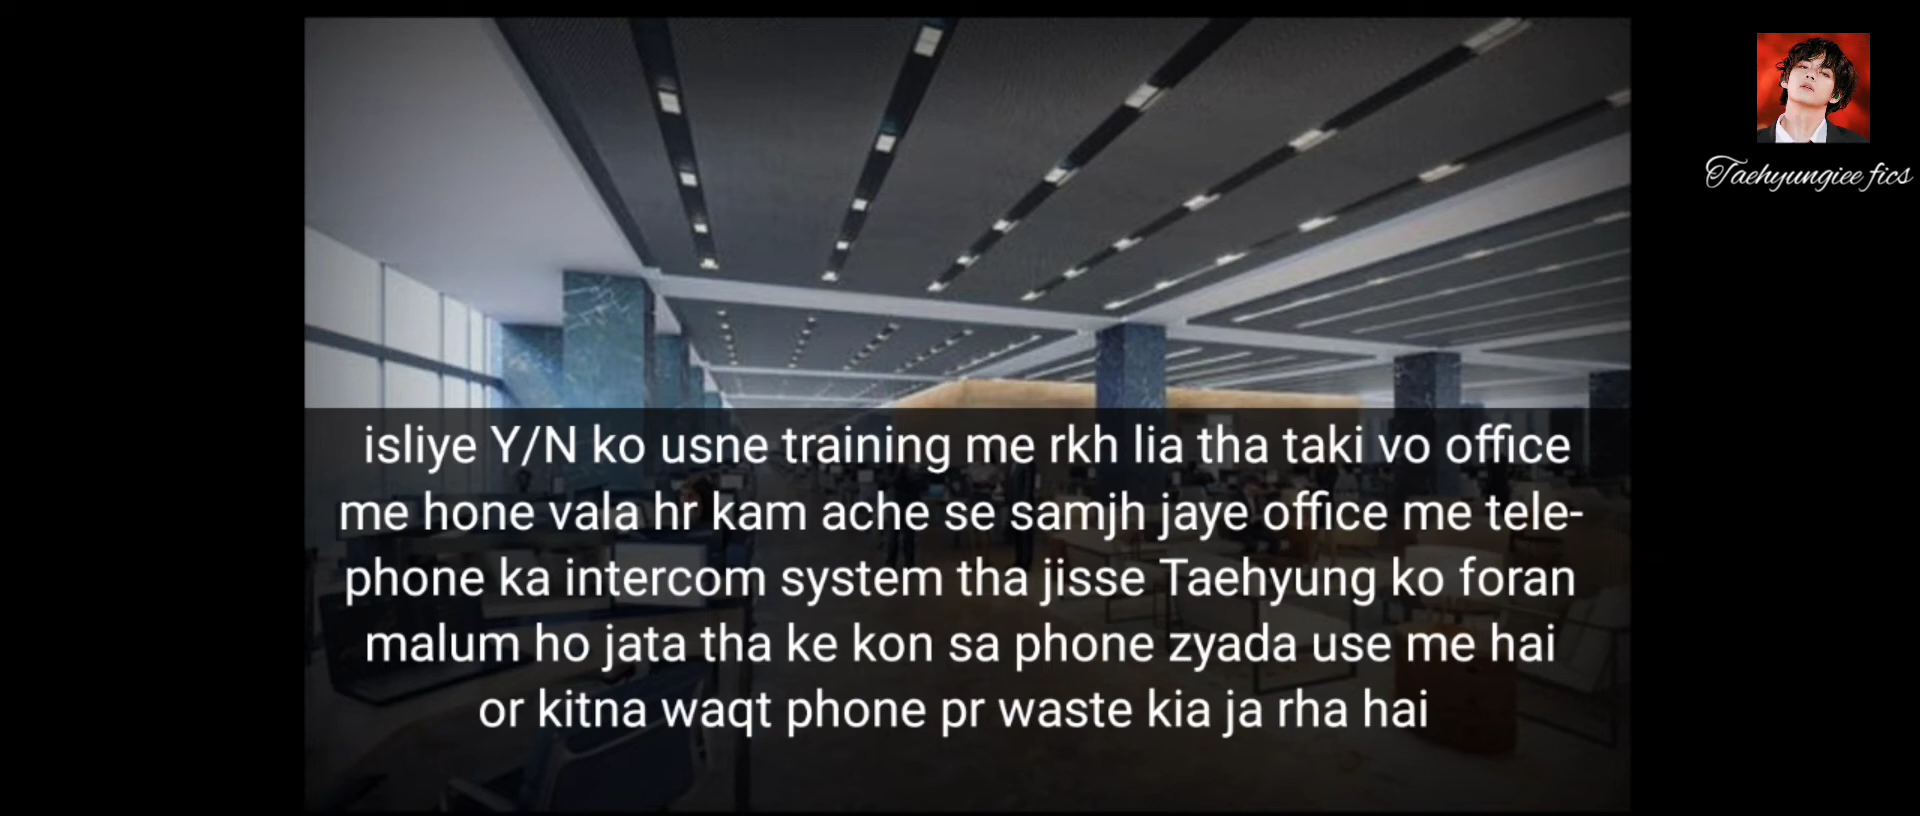 Taehyungiee fics
isliye Y/N ko usne training me rkh lia tha taki vo office
me hone vala hr kam ache se samjh jaye office me tele-
phone ka intercom system tha jisse Taehyung ko foran
malum ho jata tha ke kon sa phone zyada use me hai
or kitna waqt phone pr waste kia ja rha hai